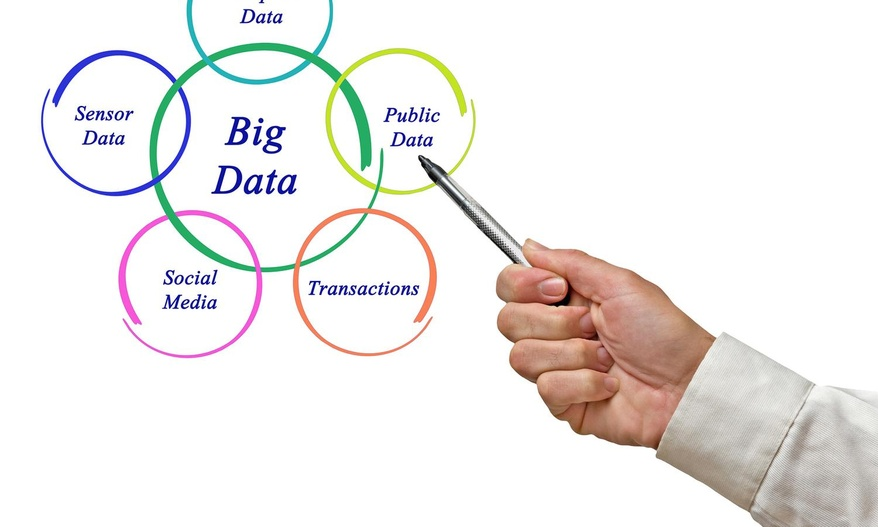 Data
Sensor
Data
Big
Data
Public
Data
Social
Media
Transactions